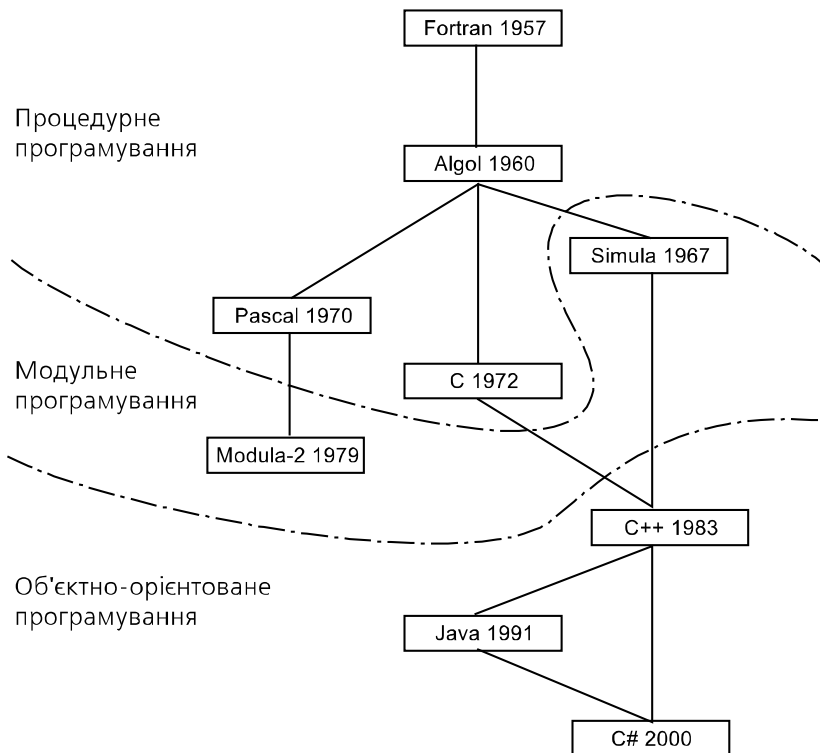 Fortran 1957
Процедурне
програмування
Algol 1960
Simula 1967
Pascal 1970
Модульне
програмування
C 1972
Modula-2 1979
C++ 1983
Об'єктно-орієнтоване
програмування
Java 1991
C# 2000